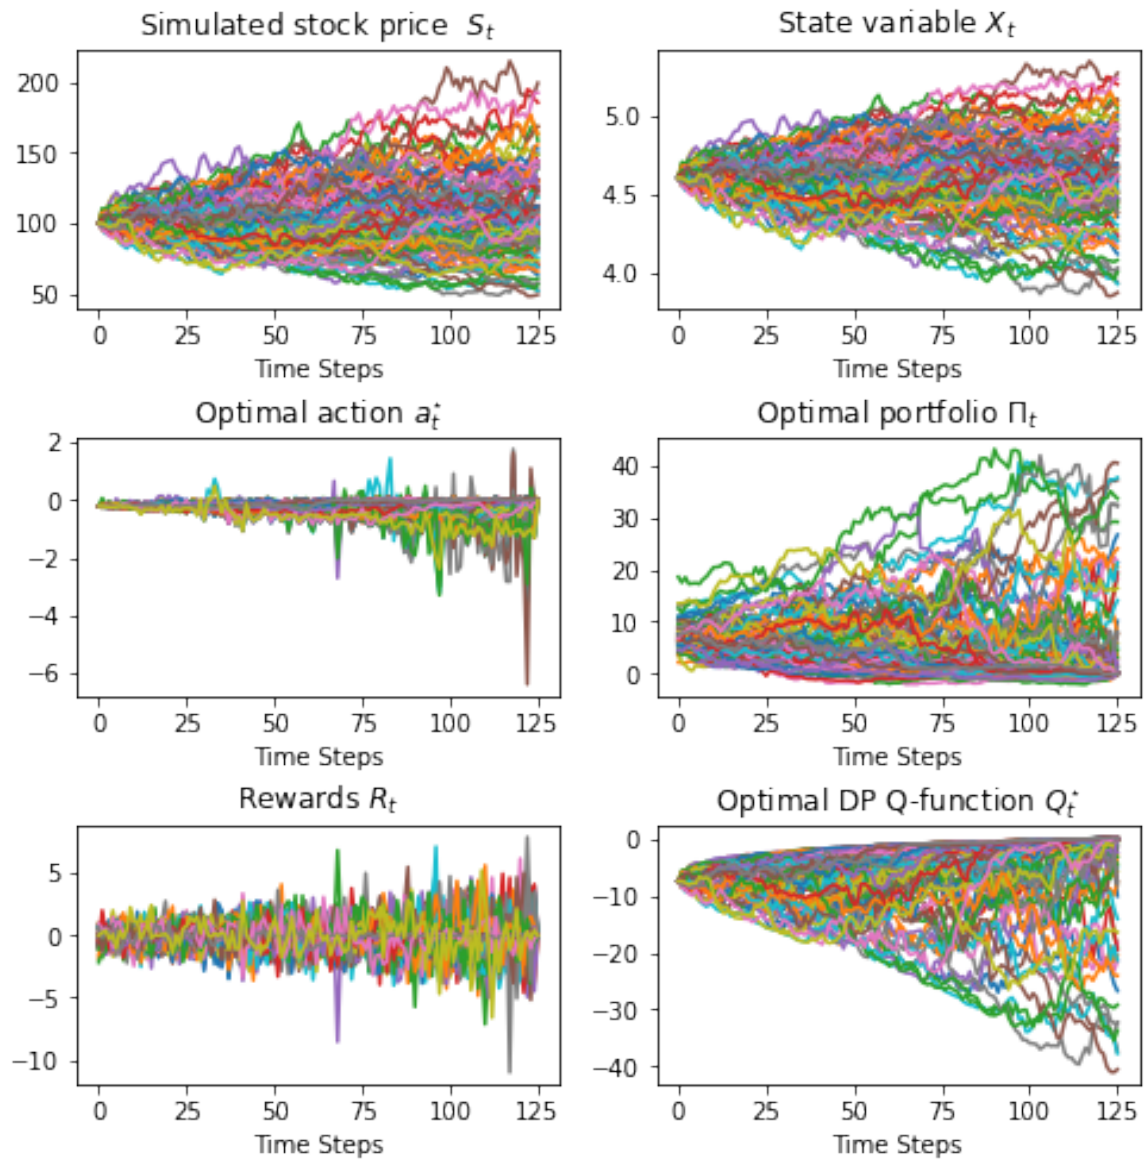 Simulated stock price S_t
State variable X_t
200
150
100
50
5.0
4.5
4.0
0 25 50 75 100 125
0 25 50 75 100 125
Time Steps
Time Steps
Optimal action a_t^*
Optimal portfolio Π_t
2
0
−2
−4
−6
40
30
20
10
0
0 25 50 75 100 125
0 25 50 75 100 125
Time Steps
Time Steps
Rewards R_t
Optimal DP Q-function Q_t^*
5
0
−5
−10
0
−10
−20
−30
−40
0 25 50 75 100 125
0 25 50 75 100 125
Time Steps
Time Steps